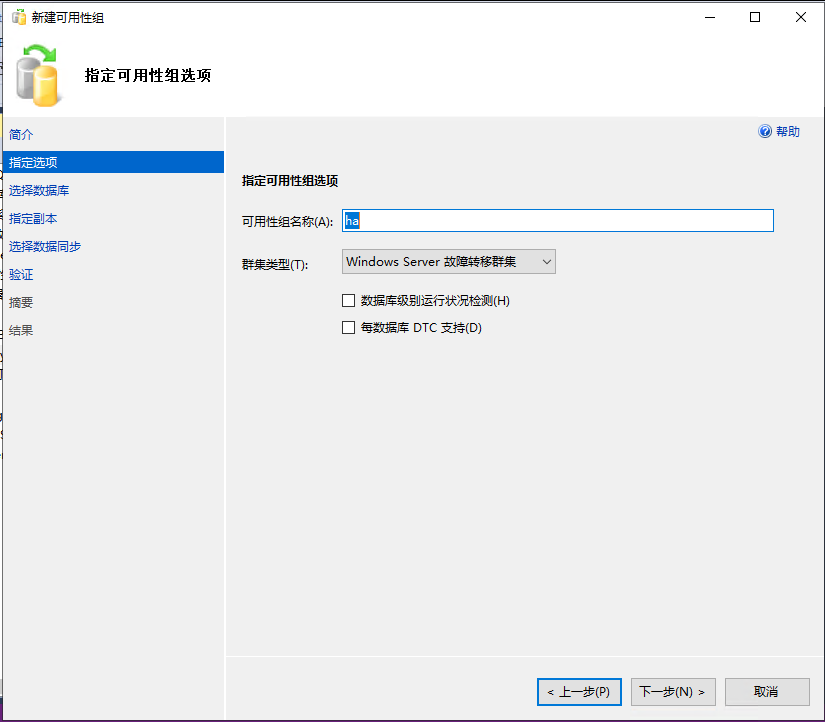 新建可用性组
指定可用性组选项
简介
指定选项
选择数据库
指定副本
选择数据同步
验证
摘要
结果
帮助
指定可用性组选项
可用性组名称(A): ha
群集类型(T): Windows Server 故障转移群集
数据库级别运行状况检测(H)
每数据库 DTC 支持(D)
< 上一步(P) 下一步(N) > 取消